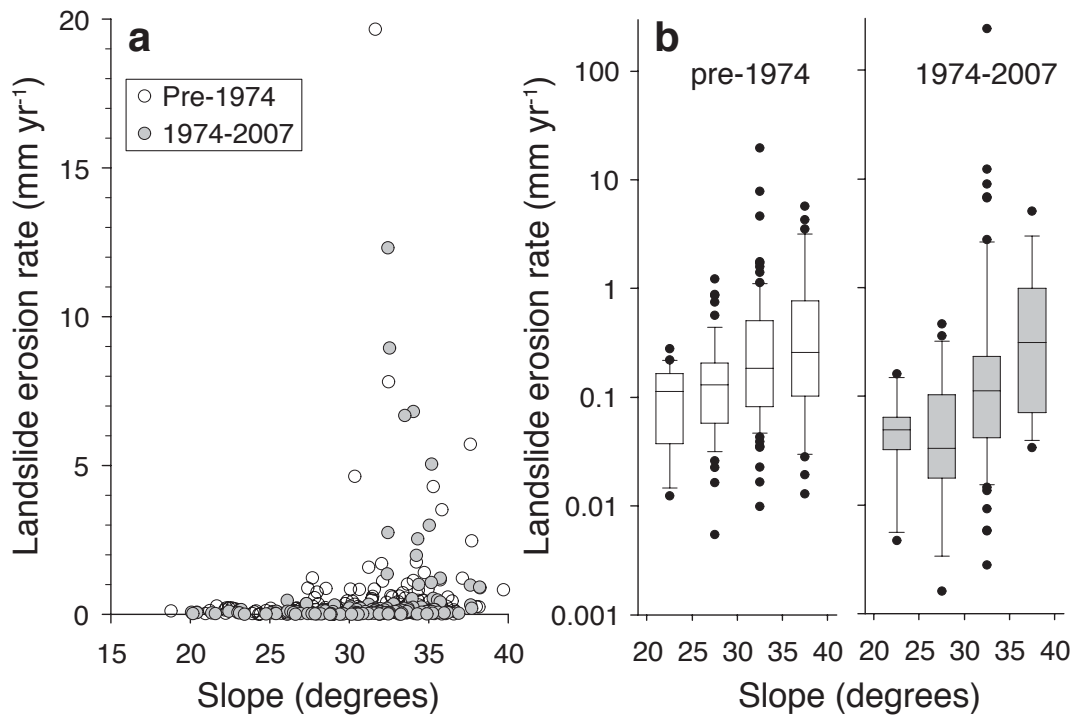 a
Landslide erosion rate (mm yr⁻¹)
20
15
10
5
0
Pre-1974
1974-2007
15 20 25 30 35 40
Slope (degrees)
b
Landslide erosion rate (mm yr⁻¹)
100
10
1
0.1
0.01
0.001
pre-1974
1974-2007
20 25 30 35 40
20 25 30 35 40
Slope (degrees)